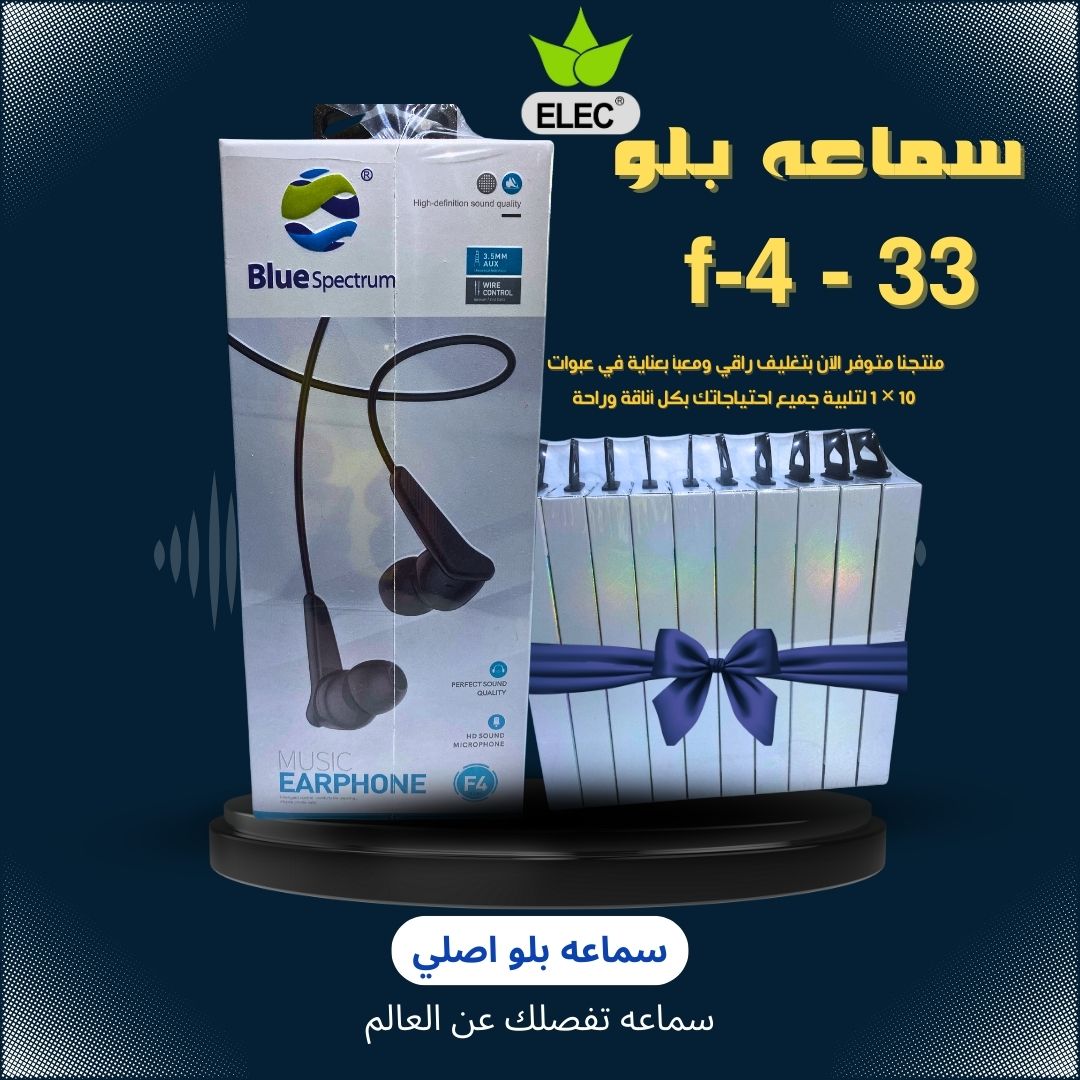 ELEC®
سماعه بلو
f-4 - 33
منتجنا متوفر الآن بتغليف راقي ومعبأ بعناية في عبوات
10 × 1 لتلبية جميع احتياجاتك بكل أناقة وراحة
®
Blue Spectrum
High-definition sound quality
3.5MM
AUX
WIRE
CONTROL
PERFECT SOUND
QUALITY
HD SOUND
MICROPHONE
MUSIC
EARPHONE
F4
سماعه بلو اصلي
سماعه تفصلك عن العالم